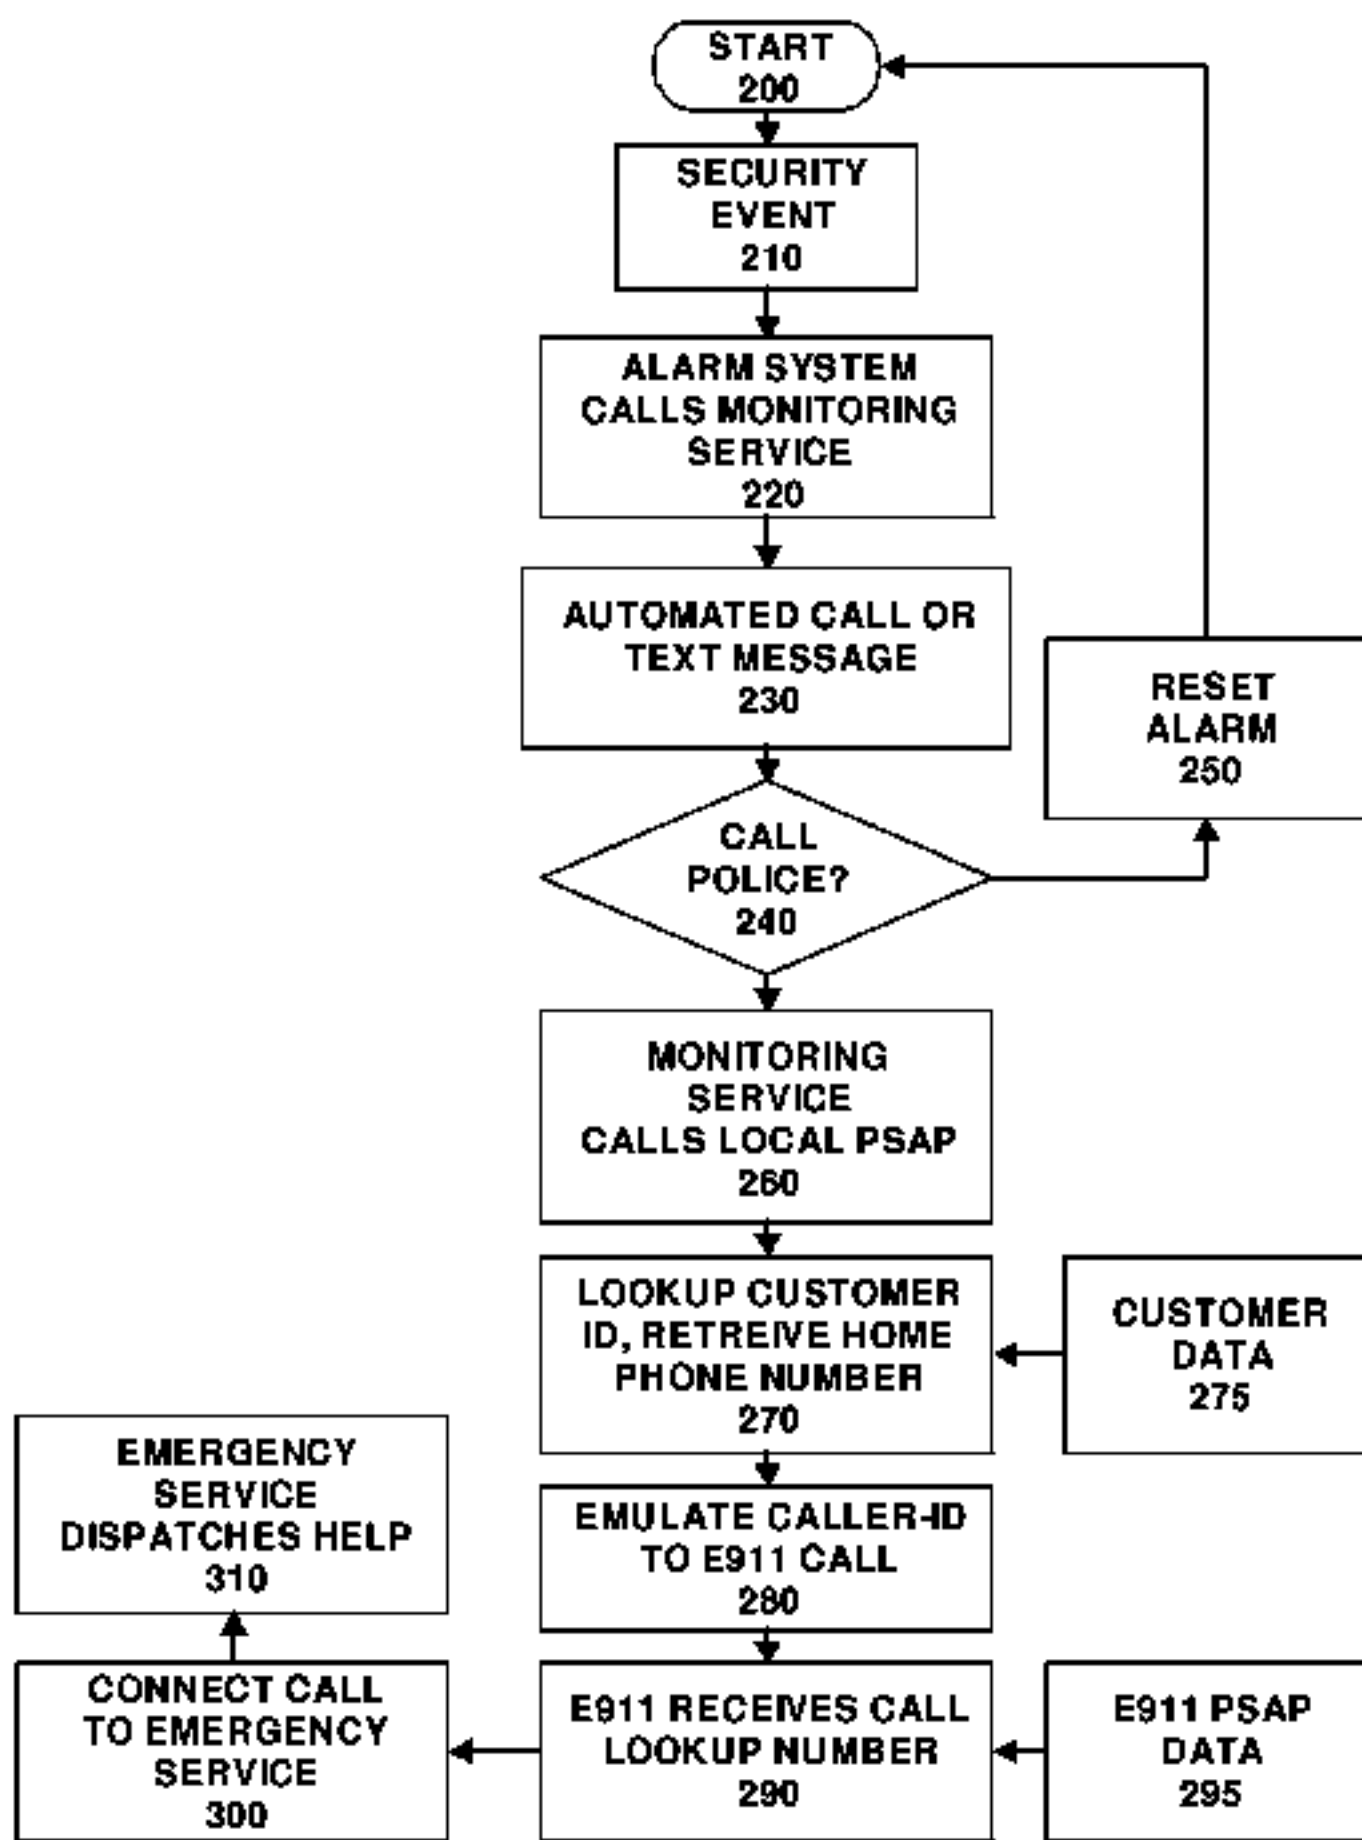 START
200
SECURITY
EVENT
210
ALARM SYSTEM
CALLS MONITORING
SERVICE
220
AUTOMATED CALL OR
TEXT MESSAGE
230
RESET
ALARM
250
CALL
POLICE?
240
MONITORING
SERVICE
CALLS LOCAL PSAP
260
LOOKUP CUSTOMER
ID, RETREIVE HOME
PHONE NUMBER
270
CUSTOMER
DATA
275
EMULATE CALLER-ID
TO E911 CALL
280
E911 RECEIVES CALL
LOOKUP NUMBER
290
E911 PSAP
DATA
295
CONNECT CALL
TO EMERGENCY
SERVICE
300
EMERGENCY
SERVICE
DISPATCHES HELP
310